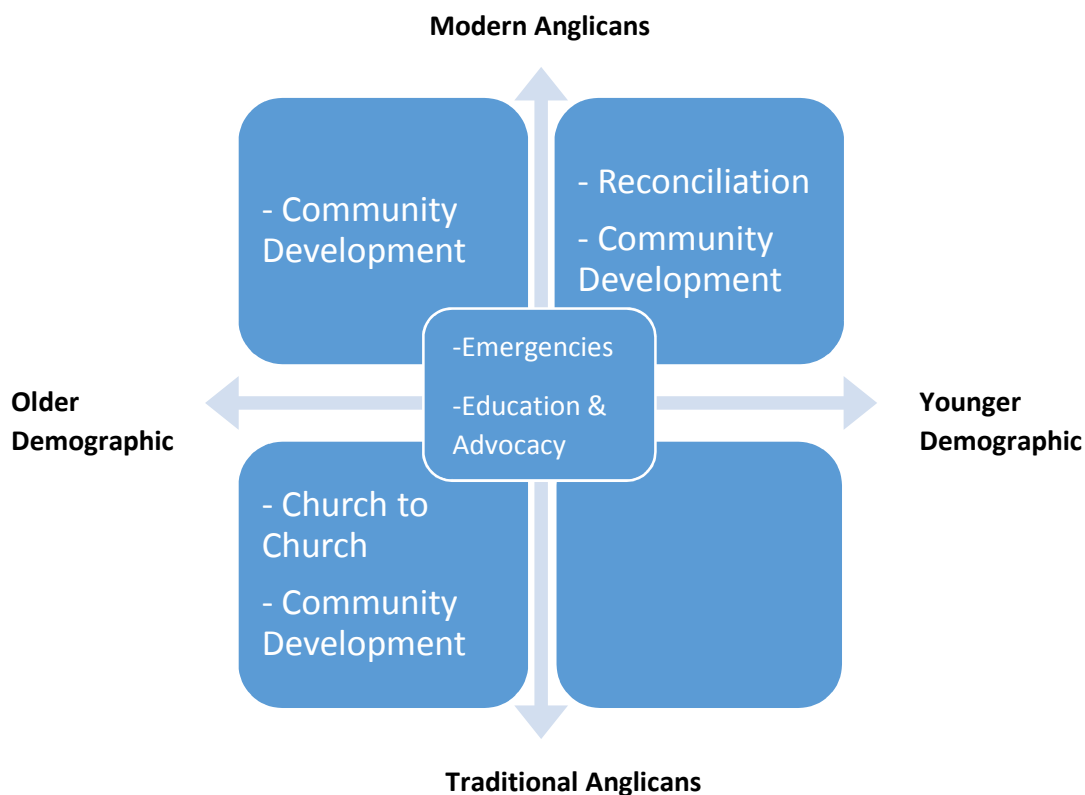 Modern Anglicans
- Community
Development
- Reconciliation
- Community
Development
-Emergencies
-Education &
Advocacy
Older
Demographic
Younger
Demographic
- Church to
Church
- Community
Development
Traditional Anglicans